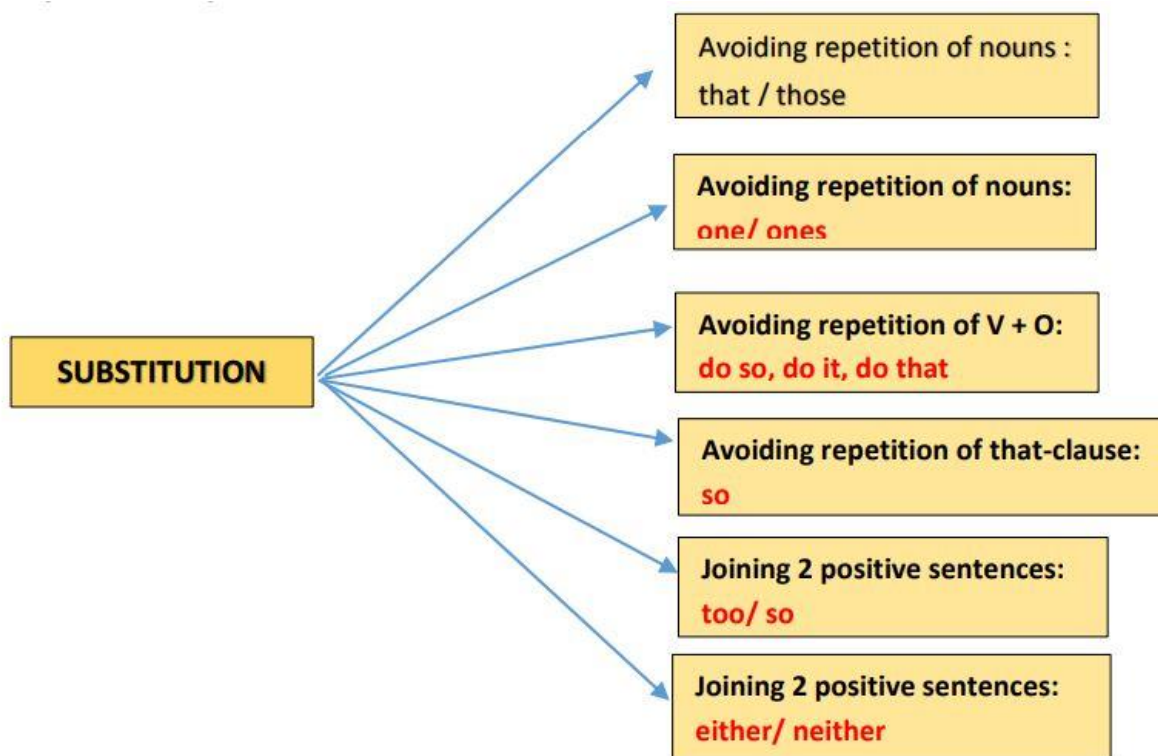 Avoiding repetition of nouns :
that / those
Avoiding repetition of nouns:
one/ ones
SUBSTITUTION
Avoiding repetition of V + O:
do so, do it, do that
Avoiding repetition of that-clause:
so
Joining 2 positive sentences:
too/ so
Joining 2 positive sentences:
either/ neither